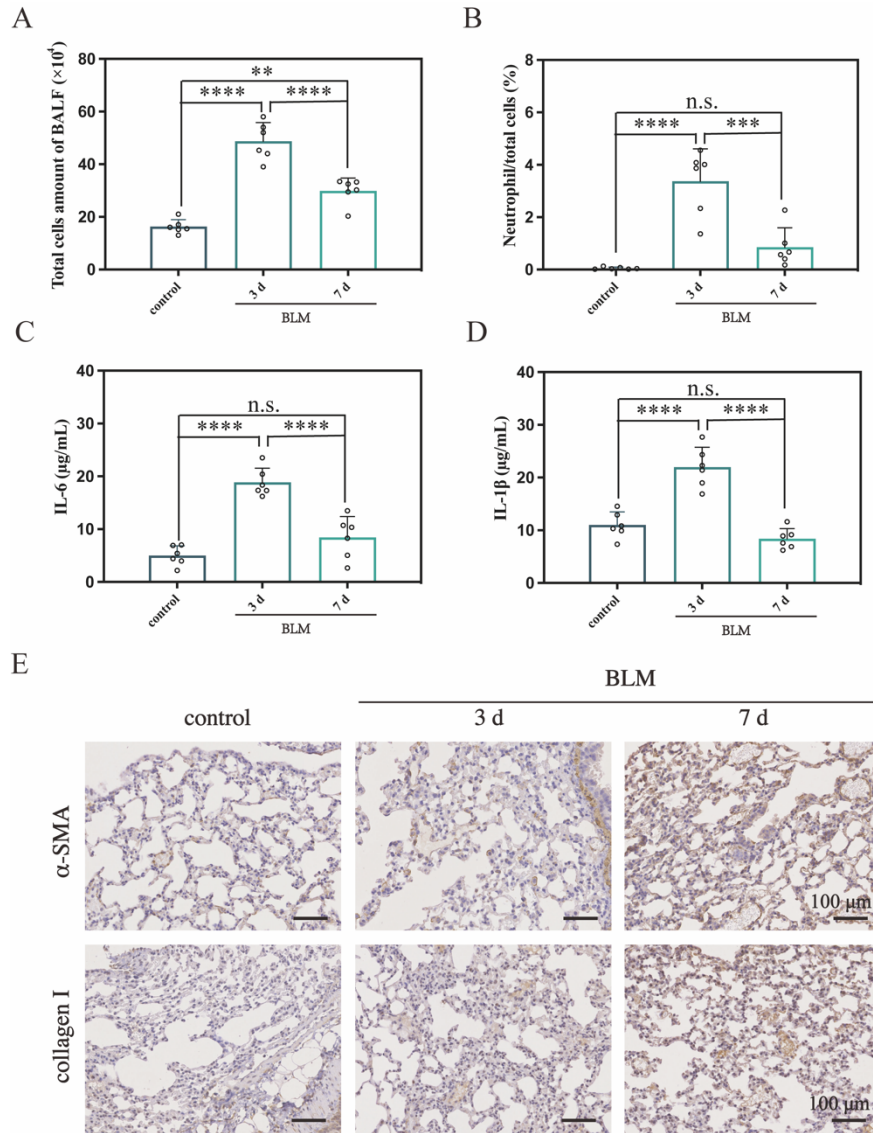 A
Total cells amount of BALF (×10⁴)
80
60
40
20
0
**
****
****
control
3 d
7 d
BLM
B
Neutrophil/total cells (%)
8
6
4
2
0
n.s.
****
***
control
3 d
7 d
BLM
C
IL-6 (μg/mL)
40
30
20
10
0
n.s.
****
****
control
3 d
7 d
BLM
D
IL-1β (μg/mL)
40
30
20
10
0
n.s.
****
****
control
3 d
7 d
BLM
E
BLM
control
3 d
7 d
α-SMA
100 μm
collagen I
100 μm